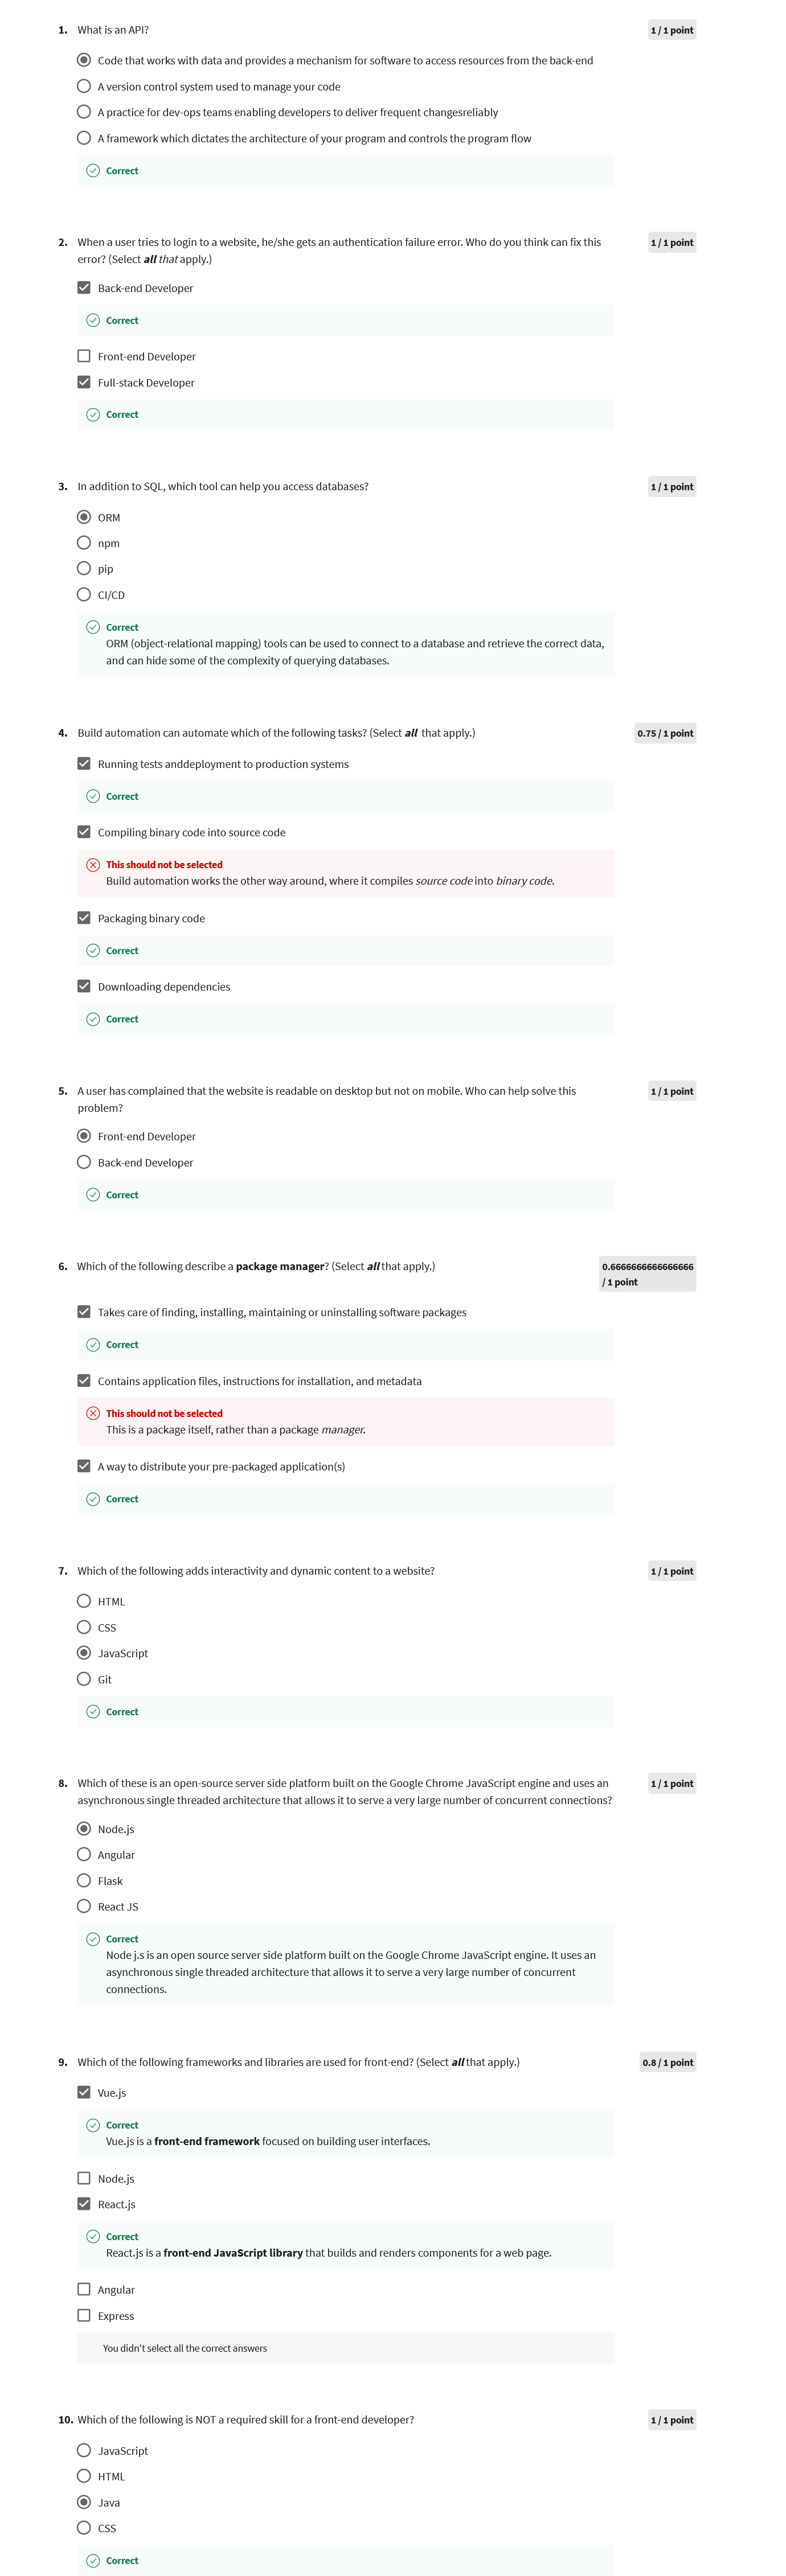 1. What is an API?
1 / 1 point
Code that works with data and provides a mechanism for software to access resources from the back-end
A version control system used to manage your code
A practice for dev-ops teams enabling developers to deliver frequent changesreliably
A framework which dictates the architecture of your program and controls the program flow
Correct
2. When a user tries to login to a website, he/she gets an authentication failure error. Who do you think can fix this
error? (Select all that apply.)
1 / 1 point
Back-end Developer
Correct
Front-end Developer
Full-stack Developer
Correct
3. In addition to SQL, which tool can help you access databases?
1 / 1 point
ORM
npm
pip
CI/CD
Correct
ORM (object-relational mapping) tools can be used to connect to a database and retrieve the correct data,
and can hide some of the complexity of querying databases.
4. Build automation can automate which of the following tasks? (Select all that apply.)
0.75 / 1 point
Running tests anddeployment to production systems
Correct
Compiling binary code into source code
This should not be selected
Build automation works the other way around, where it compiles source code into binary code.
Packaging binary code
Correct
Downloading dependencies
Correct
5. A user has complained that the website is readable on desktop but not on mobile. Who can help solve this
problem?
1 / 1 point
Front-end Developer
Back-end Developer
Correct
6. Which of the following describe a package manager? (Select all that apply.)
0.6666666666666666
/ 1 point
Takes care of finding, installing, maintaining or uninstalling software packages
Correct
Contains application files, instructions for installation, and metadata
This should not be selected
This is a package itself, rather than a package manager.
A way to distribute your pre-packaged application(s)
Correct
7. Which of the following adds interactivity and dynamic content to a website?
1 / 1 point
HTML
CSS
JavaScript
Git
Correct
8. Which of these is an open-source server side platform built on the Google Chrome JavaScript engine and uses an
asynchronous single threaded architecture that allows it to serve a very large number of concurrent connections?
1 / 1 point
Node.js
Angular
Flask
React JS
Correct
Node j.s is an open source server side platform built on the Google Chrome JavaScript engine. It uses an
asynchronous single threaded architecture that allows it to serve a very large number of concurrent
connections.
9. Which of the following frameworks and libraries are used for front-end? (Select all that apply.)
0.8 / 1 point
Vue.js
Correct
Vue.js is a front-end framework focused on building user interfaces.
Node.js
React.js
Correct
React.js is a front-end JavaScript library that builds and renders components for a web page.
Angular
Express
You didn't select all the correct answers
10. Which of the following is NOT a required skill for a front-end developer?
1 / 1 point
JavaScript
HTML
Java
CSS
Correct